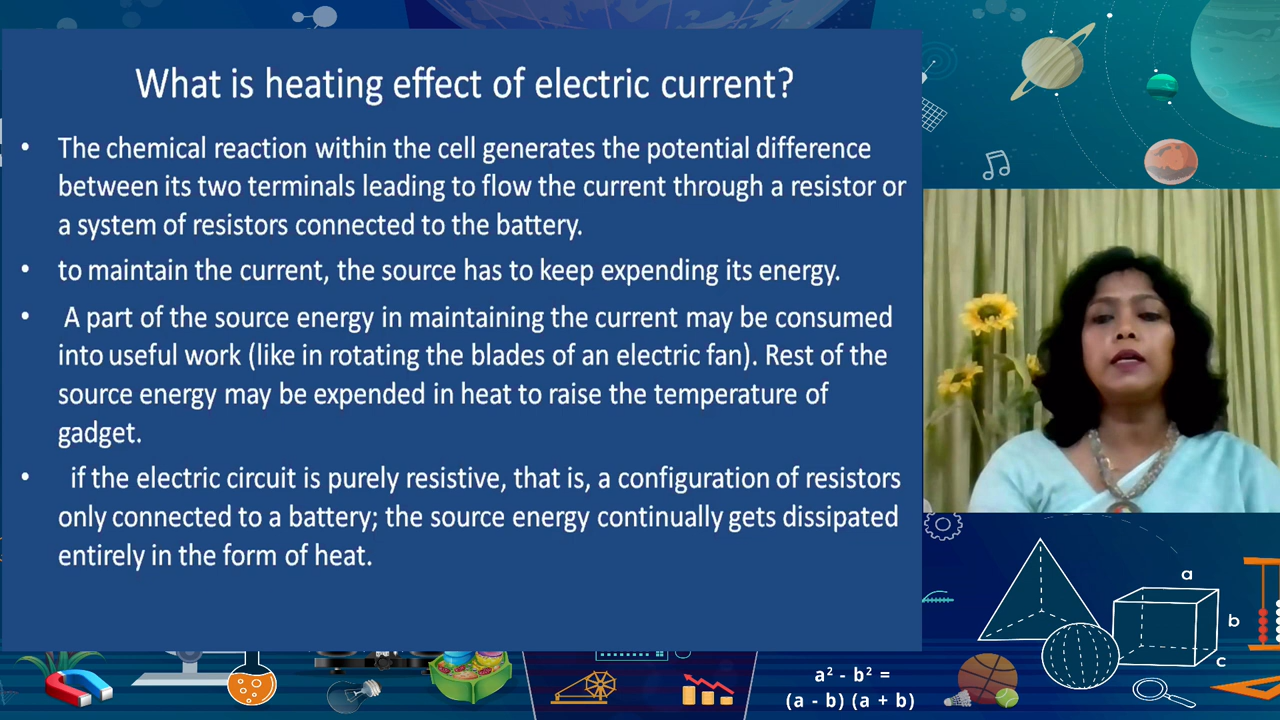 What is heating effect of electric current?
• The chemical reaction within the cell generates the potential difference
between its two terminals leading to flow the current through a resistor or
a system of resistors connected to the battery.
• to maintain the current, the source has to keep expending its energy.
• A part of the source energy in maintaining the current may be consumed
into useful work (like in rotating the blades of an electric fan). Rest of the
source energy may be expended in heat to raise the temperature of
gadget.
• if the electric circuit is purely resistive, that is, a configuration of resistors
only connected to a battery; the source energy continually gets dissipated
entirely in the form of heat.
a
b
c
a² - b² =
(a - b) (a + b)